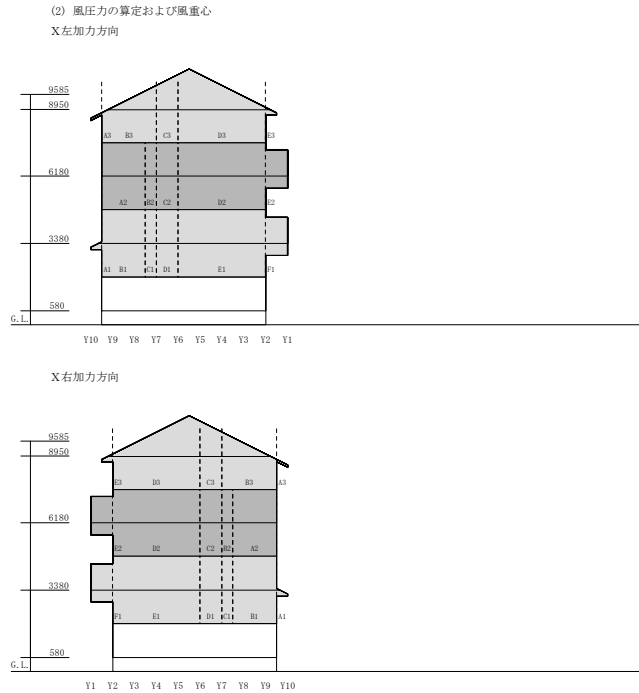 (2) 風圧力の算定および風重心
X左加力方向
9585
8950
A3 B3 C3 D3 E3
6180
A2 B2 C2 D2 E2
3380
A1 B1 C1 D1 E1 F1
580
G.L.
Y10 Y9 Y8 Y7 Y6 Y5 Y4 Y3 Y2 Y1
X右加力方向
9585
8950
E3 D3 C3 B3 A3
6180
E2 D2 C2 B2 A2
3380
F1 E1 D1 C1 B1 A1
580
G.L.
Y1 Y2 Y3 Y4 Y5 Y6 Y7 Y8 Y9 Y10